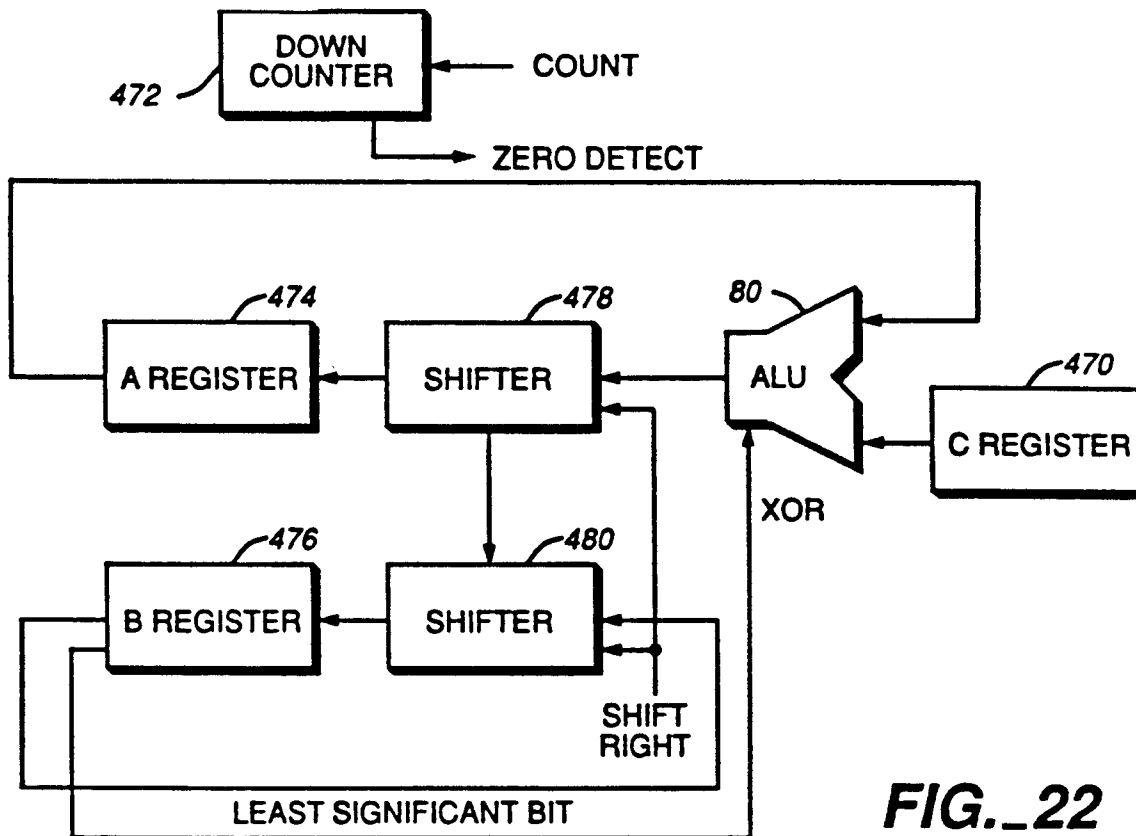 DOWN
COUNTER
472
COUNT
ZERO DETECT
474
478
80
470
A REGISTER
SHIFTER
ALU
C REGISTER
XOR
476
480
B REGISTER
SHIFTER
SHIFT
RIGHT
LEAST SIGNIFICANT BIT
FIG._22